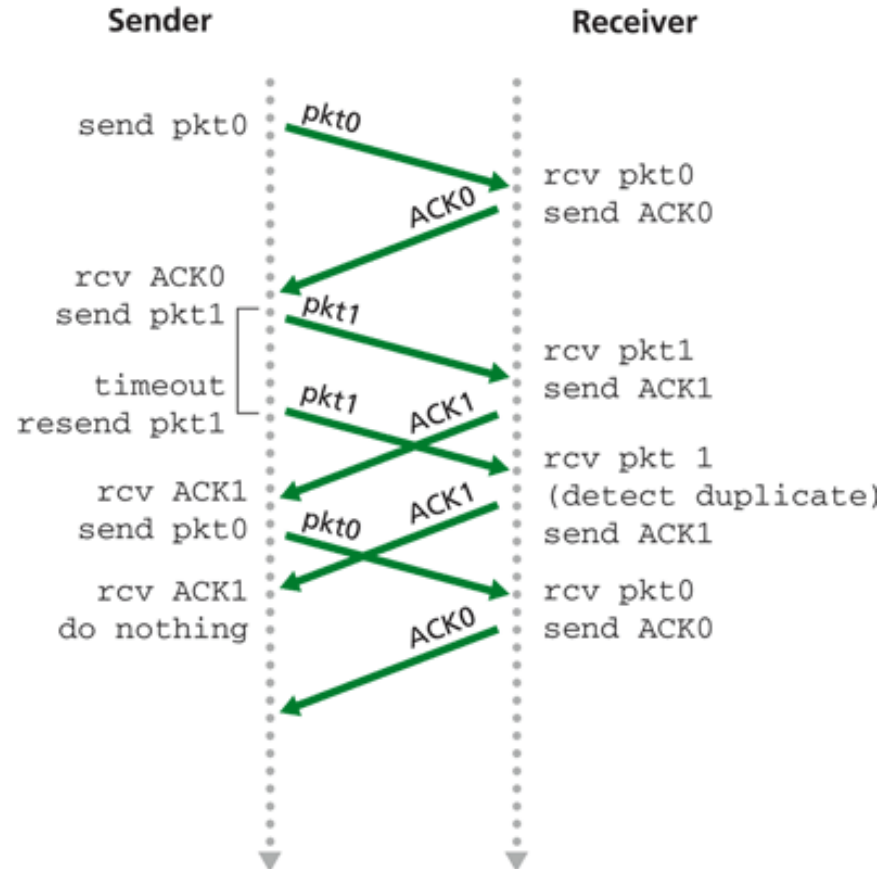 Sender
Receiver
send pkt0
pkt0
rcv pkt0
send ACK0
ACK0
rcv ACK0
send pkt1
pkt1
rcv pkt1
send ACK1
timeout
resend pkt1
pkt1
ACK1
rcv pkt 1
(detect duplicate)
send ACK1
rcv ACK1
send pkt0
pkt0
ACK1
rcv ACK1
do nothing
rcv pkt0
send ACK0
ACK0